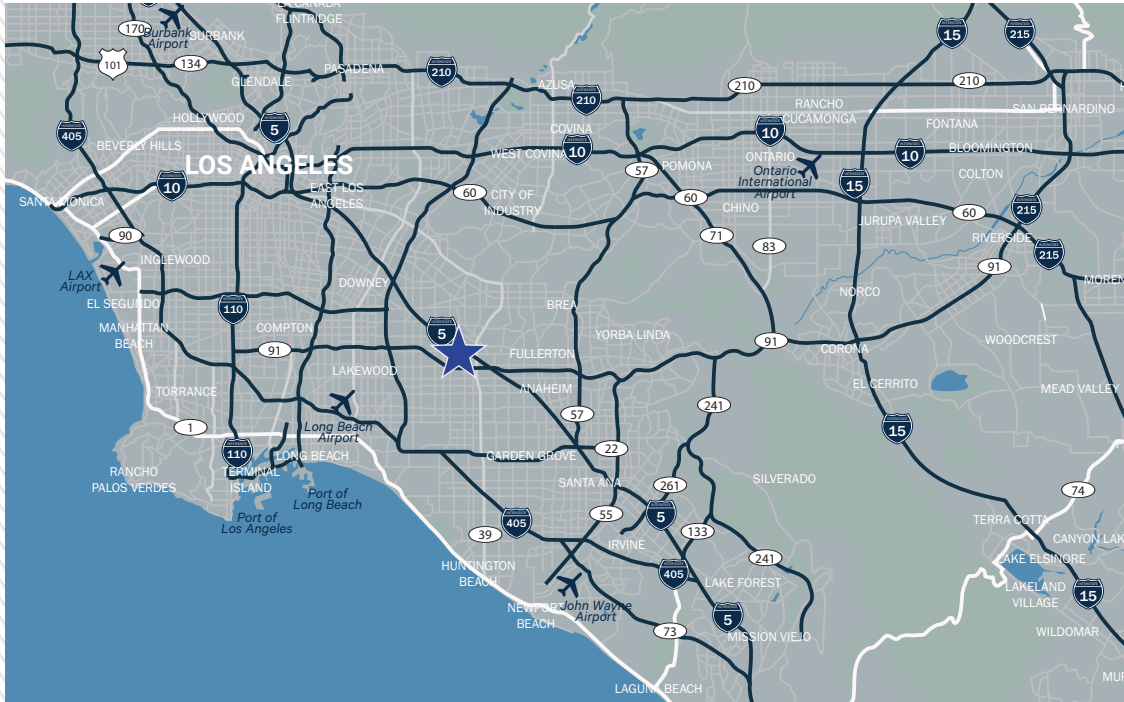 LA CANADA
FLINTRIDGE
170
Burbank
Airport
BURBANK
101
134
GLENDALE
PASADENA
210
AZUSA
210
210
210
15
215
RANCHO
CUCAMONGA
SAN BERNARDINO
FONTANA
405
HOLLYWOOD
5
BEVERLY HILLS
COVINA
WEST COVINA
10
10
10
BLOOMINGTON
LOS ANGELES
10
EAST LOS
ANGELES
60
CITY OF
INDUSTRY
57
POMONA
60
ONTARIO
Ontario
International
Airport
15
COLTON
SANTA MONICA
CHINO
JURUPA VALLEY
60
215
90
71
83
RIVERSIDE
215
INGLEWOOD
LAX
Airport
91
EL SEGUNDO
DOWNEY
NORCO
MOREN
110
BREA
MANHATTAN
BEACH
COMPTON
5
YORBA LINDA
91
91
FULLERTON
CORONA
WOODCREST
LAKEWOOD
TORRANCE
ANAHEIM
EL CERRITO
MEAD VALLEY
Long Beach
Airport
57
241
15
1
110
22
LONG BEACH
GARDEN GROVE
RANCHO
PALOS VERDES
TERMINAL
ISLAND
SANTA ANA
261
SILVERADO
74
Port of
Long Beach
Port of
Los Angeles
405
55
5
TERRA COTTA
39
133
CANYON LAK
IRVINE
241
LAKE ELSINORE
HUNTINGTON
BEACH
405
LAKE FOREST
LAKELAND
VILLAGE
15
NEWPORT
BEACH
John Wayne
Airport
5
73
MISSION VIEJO
WILDOMAR
MUR
LAGUNA BEACH